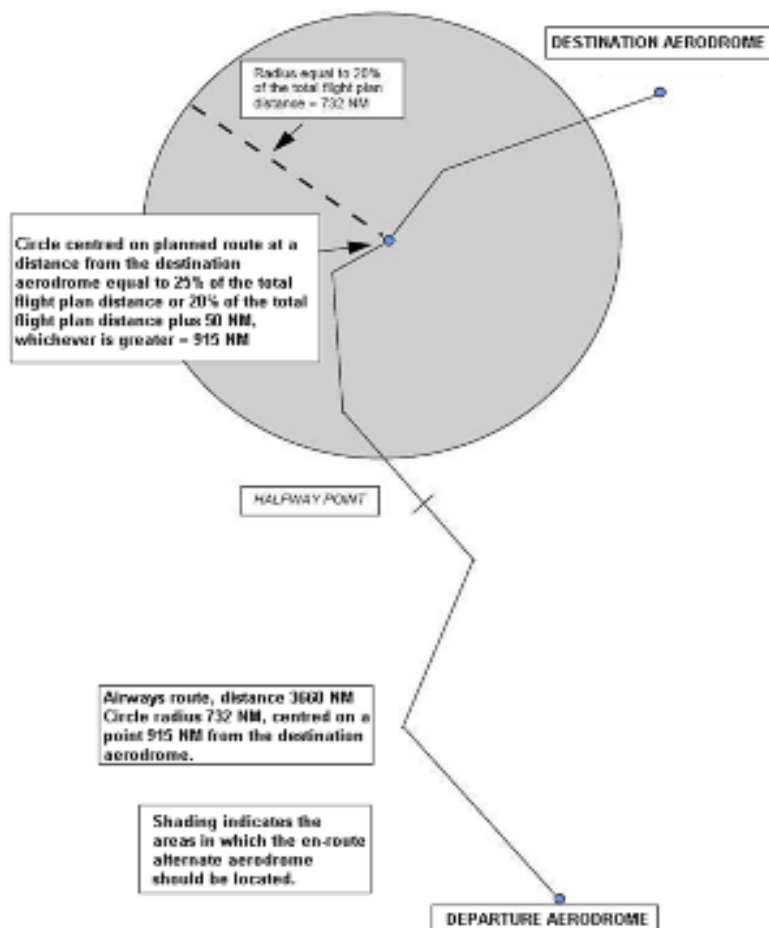 DESTINATION AERODROME
Radius equal to 20%
of the total flight plan
distance = 732 NM
Circle centred on planned route at a
distance from the destination
aerodrome equal to 25% of the total
flight plan distance or 20% of the total
flight plan distance plus 50 NM,
whichever is greater = 915 NM
HALFWAY POINT
Airways route, distance 3660 NM
Circle radius 732 NM, centred on a
point 915 NM from the destination
aerodrome.
Shading indicates the
areas in which the en-route
alternate aerodrome
should be located.
DEPARTURE AERODROME